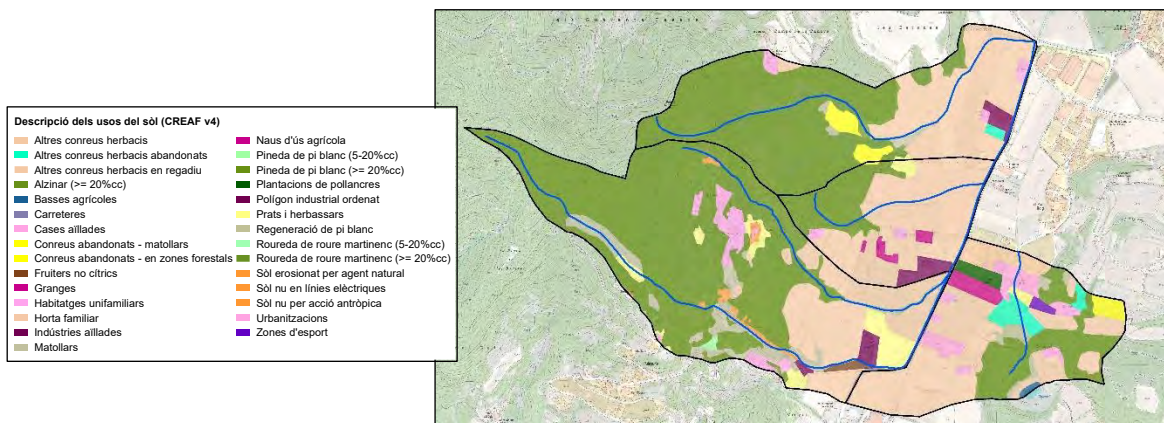 Descripció dels usos del sòl (CREAF v4)
Altres conreus herbacis
Altres conreus herbacis abandonats
Altres conreus herbacis en regadiu
Alzinar (>= 20%cc)
Basses agrícoles
Carreteres
Cases aïllades
Conreus abandonats - matollars
Conreus abandonats - en zones forestals
Fruiters no cítrics
Granges
Habitatges unifamiliars
Horta familiar
Indústries aïllades
Matollars
Naus d'ús agrícola
Pineda de pi blanc (5-20%cc)
Pineda de pi blanc (>= 20%cc)
Plantacions de pollancres
Polígon industrial ordenat
Prats i herbassars
Regeneració de pi blanc
Roureda de roure martinenc (5-20%cc)
Roureda de roure martinenc (>= 20%cc)
Sòl erosionat per agent natural
Sòl nu en línies elèctriques
Sòl nu per acció antròpica
Urbanitzacions
Zones d'esport